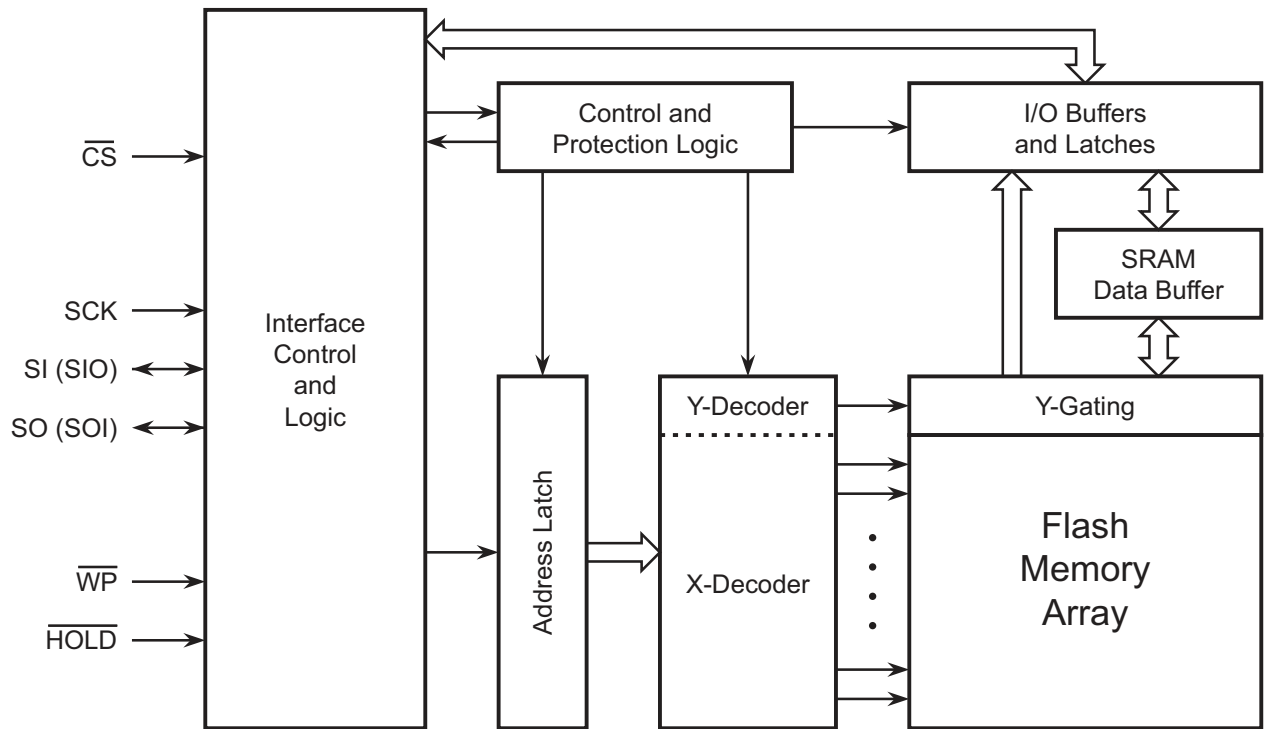 CS
SCK
SI (SIO)
SO (SOI)
WP
HOLD
Interface
Control
and
Logic
Control and
Protection Logic
I/O Buffers
and Latches
SRAM
Data Buffer
Address Latch
Y-Decoder
X-Decoder
Y-Gating
Flash
Memory
Array